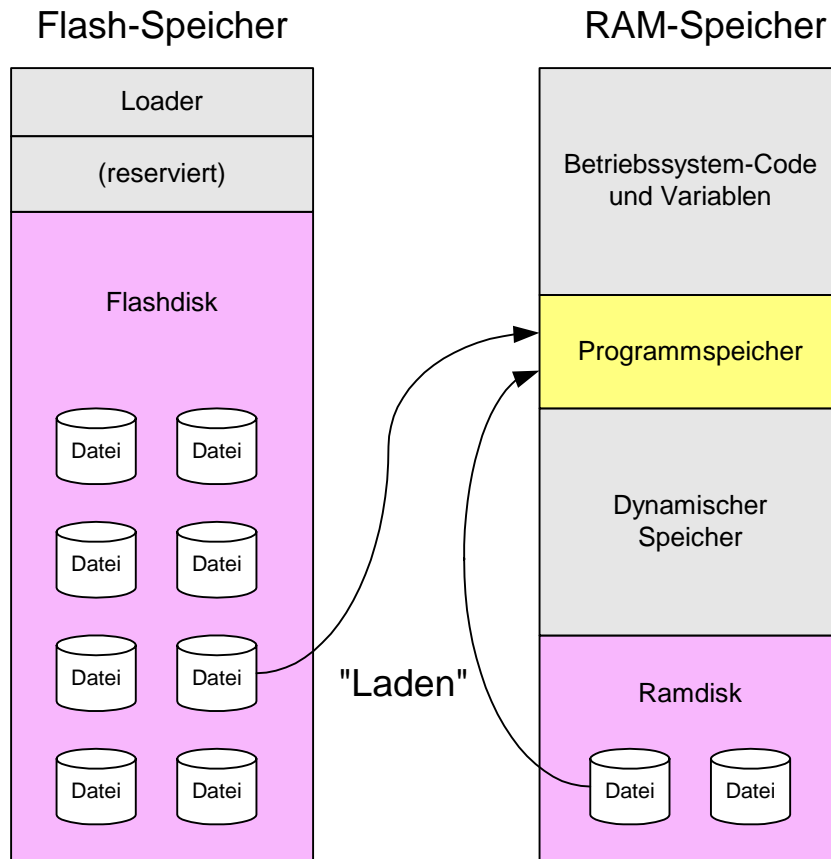 Flash-Speicher
Loader
(reserviert)
Flashdisk
Datei
Datei
Datei
Datei
Datei
Datei
Datei
Datei
"Laden"
RAM-Speicher
Betriebssystem-Code
und Variablen
Programmspeicher
Dynamischer
Speicher
Ramdisk
Datei
Datei